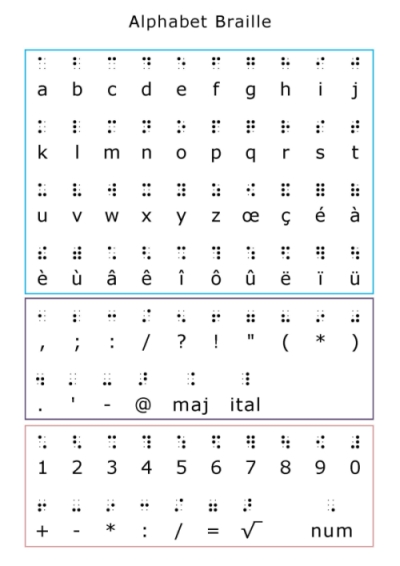 Alphabet Braille
a b c d e f g h i j
k l m n o p q r s t
u v w x y z œ ç é à
è ù â ê î ô û ë ï ü
, ; : / ? ! " ( * )
. ' - @ maj ital
1 2 3 4 5 6 7 8 9 0
+ - * : / = √ num